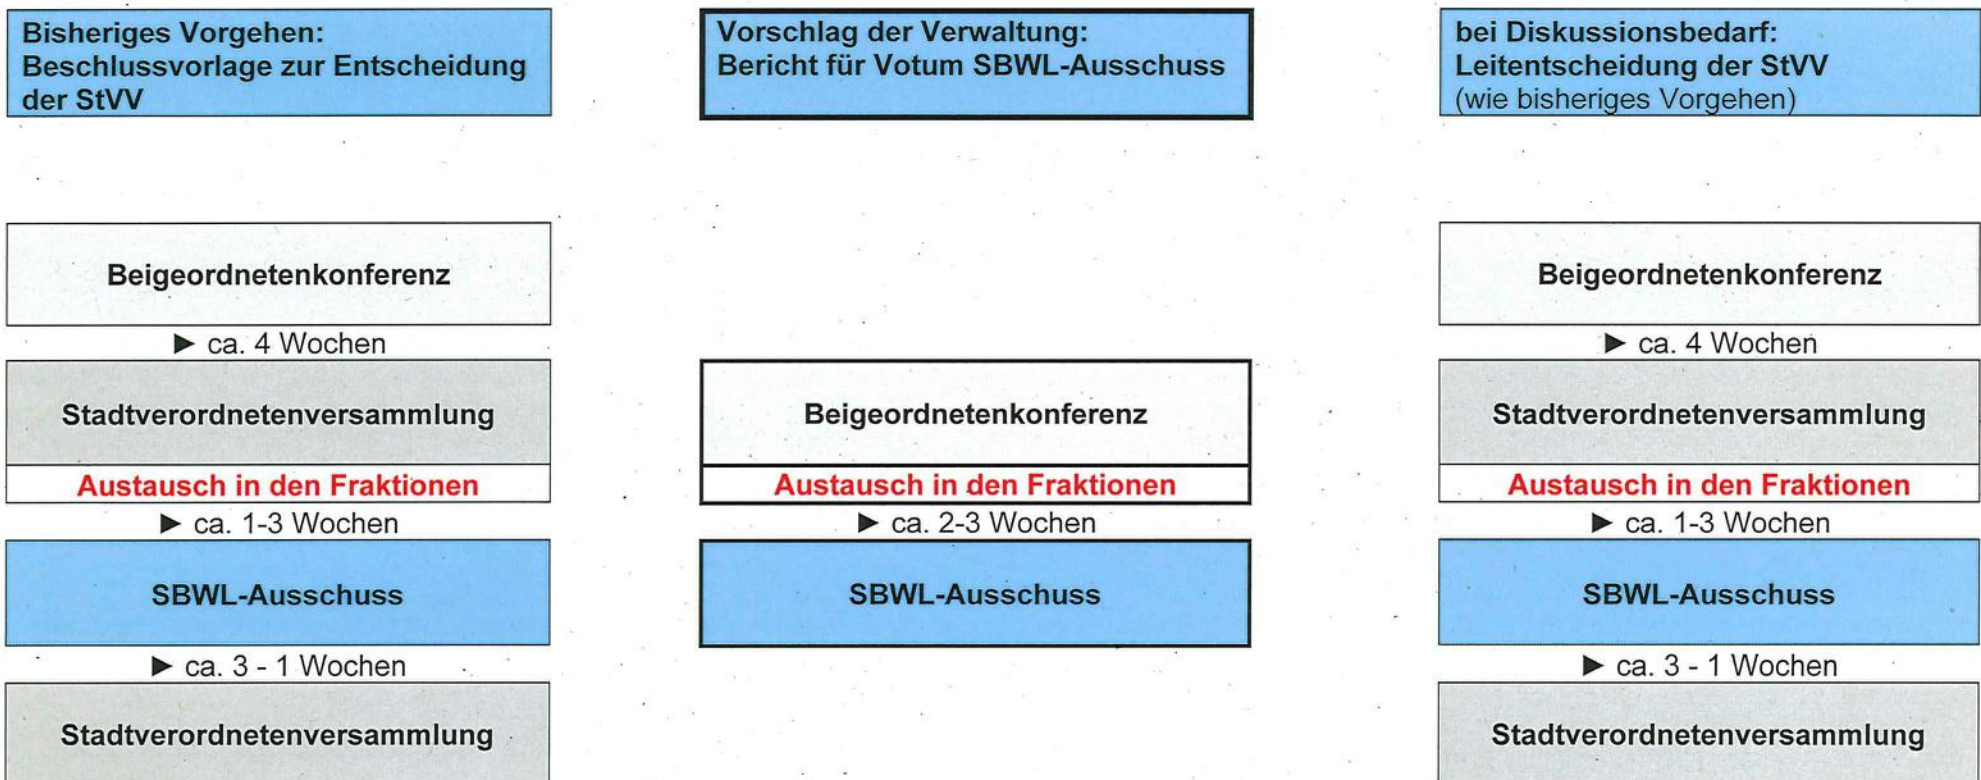 Bisheriges Vorgehen:
Beschlussvorlage zur Entscheidung
der StVV
Beigeordnetenkonferenz
► ca. 4 Wochen
Stadtverordnetenversammlung
Austausch in den Fraktionen
► ca. 1-3 Wochen
SBWL-Ausschuss
► ca. 3 - 1 Wochen
Stadtverordnetenversammlung
Vorschlag der Verwaltung:
Bericht für Votum SBWL-Ausschuss
Beigeordnetenkonferenz
Austausch in den Fraktionen
► ca. 2-3 Wochen
SBWL-Ausschuss
bei Diskussionsbedarf:
Leitentscheidung der StVV
(wie bisheriges Vorgehen)
Beigeordnetenkonferenz
► ca. 4 Wochen
Stadtverordnetenversammlung
Austausch in den Fraktionen
► ca. 1-3 Wochen
SBWL-Ausschuss
► ca. 3 - 1 Wochen
Stadtverordnetenversammlung